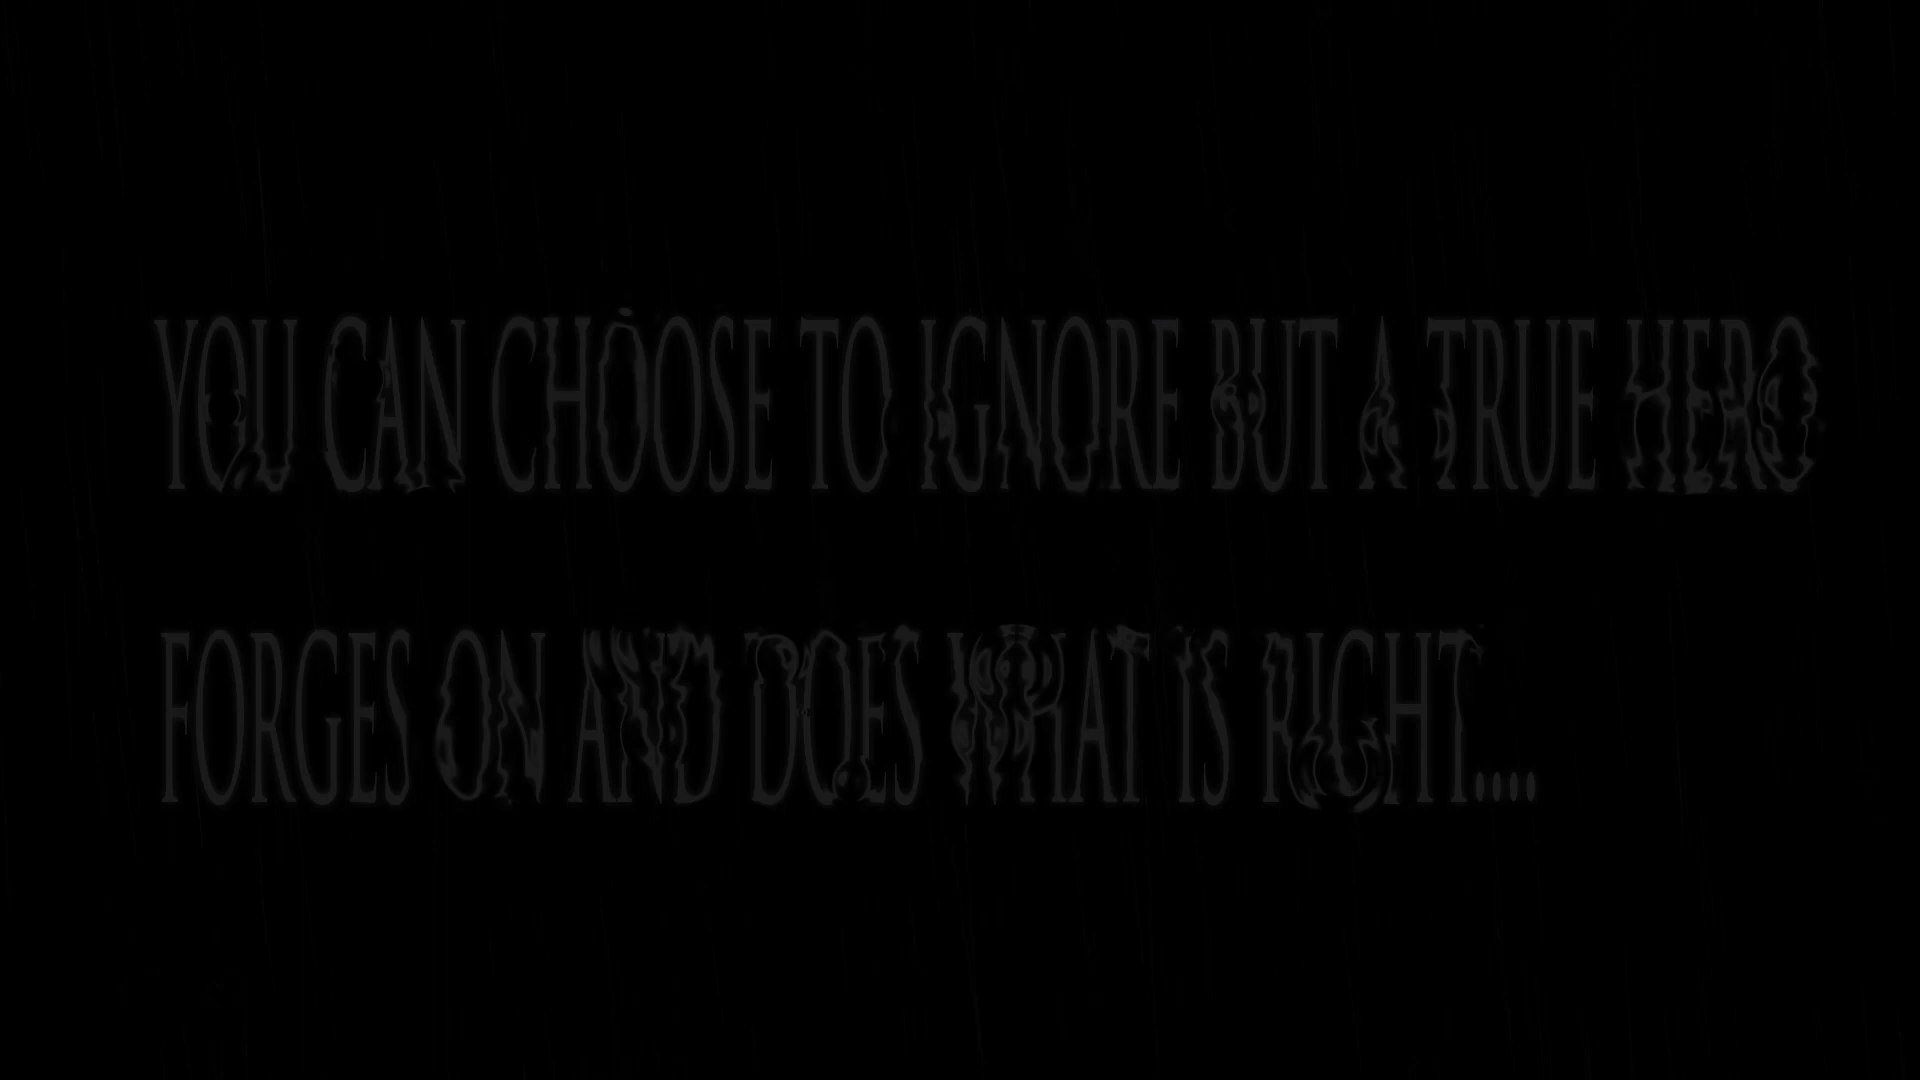 YOU CAN CHOOSE TO IGNORE BUT A TRUE HERO
FORGES ON AND DOES WHAT IS RIGHT....